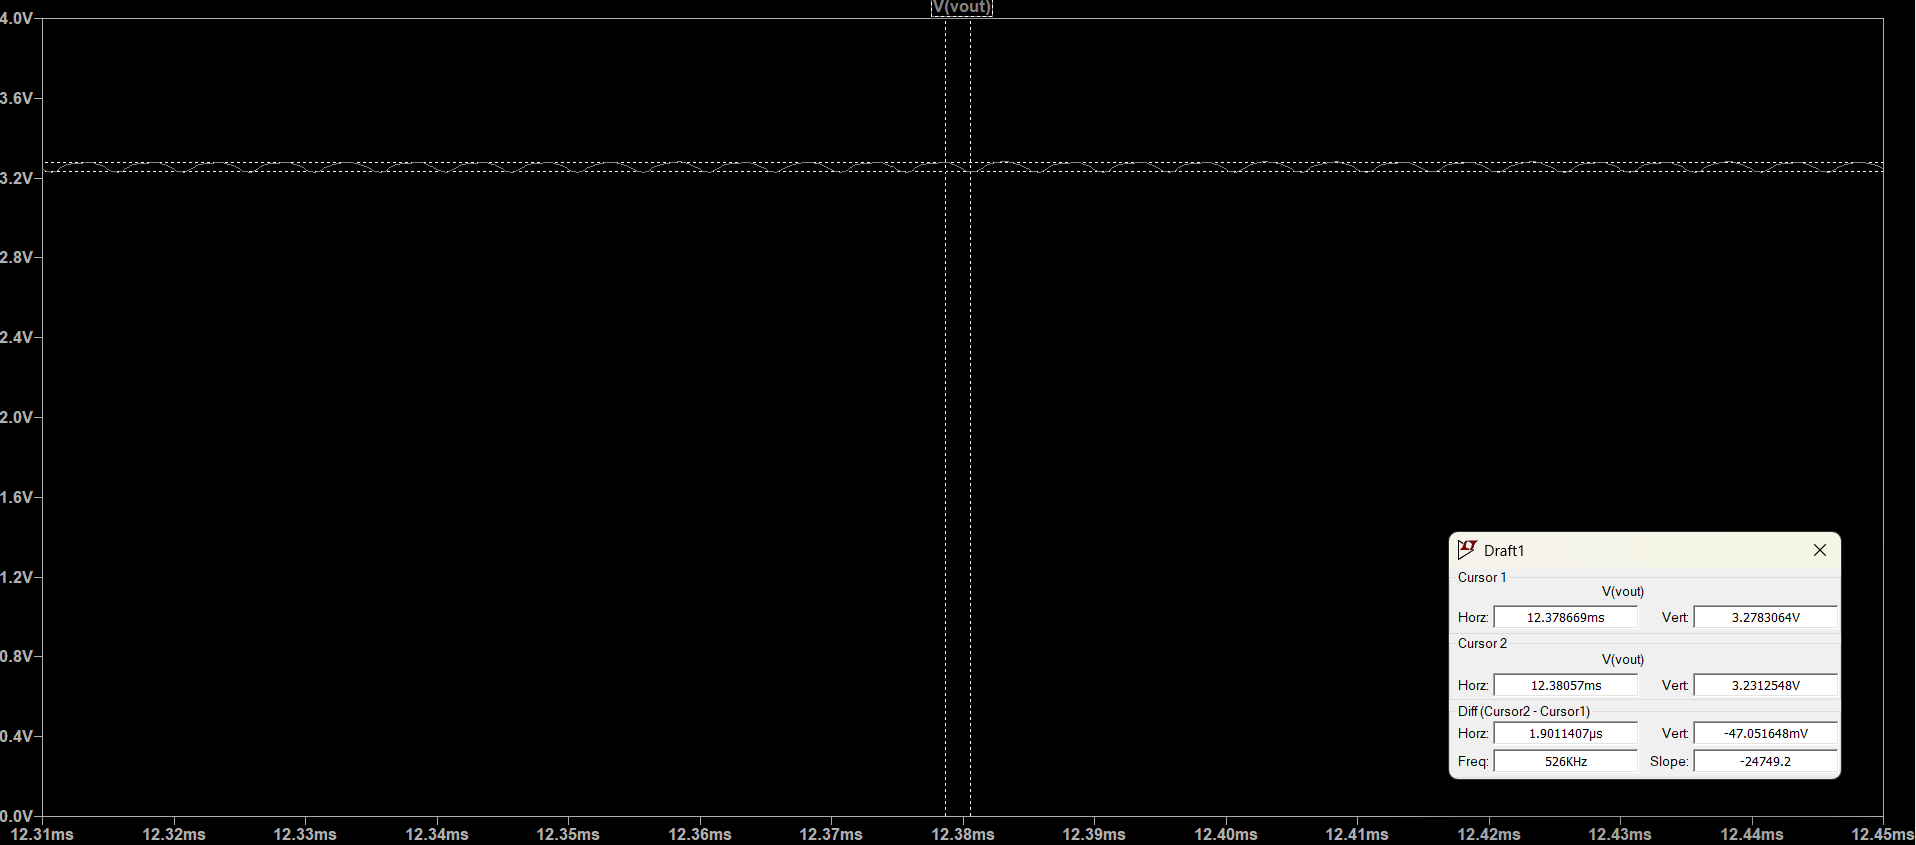 V(vout)
4.0V
3.6V
3.2V
2.8V
2.4V
2.0V
1.6V
1.2V
0.8V
0.4V
0.0V
12.31ms 12.32ms 12.33ms 12.34ms 12.35ms 12.36ms 12.37ms 12.38ms 12.39ms 12.40ms 12.41ms 12.42ms 12.43ms 12.44ms 12.45ms
Draft1
Cursor 1
V(vout)
Horz: 12.378669ms Vert: 3.2783064V
Cursor 2
V(vout)
Horz: 12.38057ms Vert: 3.2312548V
Diff (Cursor2 - Cursor1)
Horz: 1.9011407µs Vert: -47.051648mV
Freq: 526KHz Slope: -24749.2